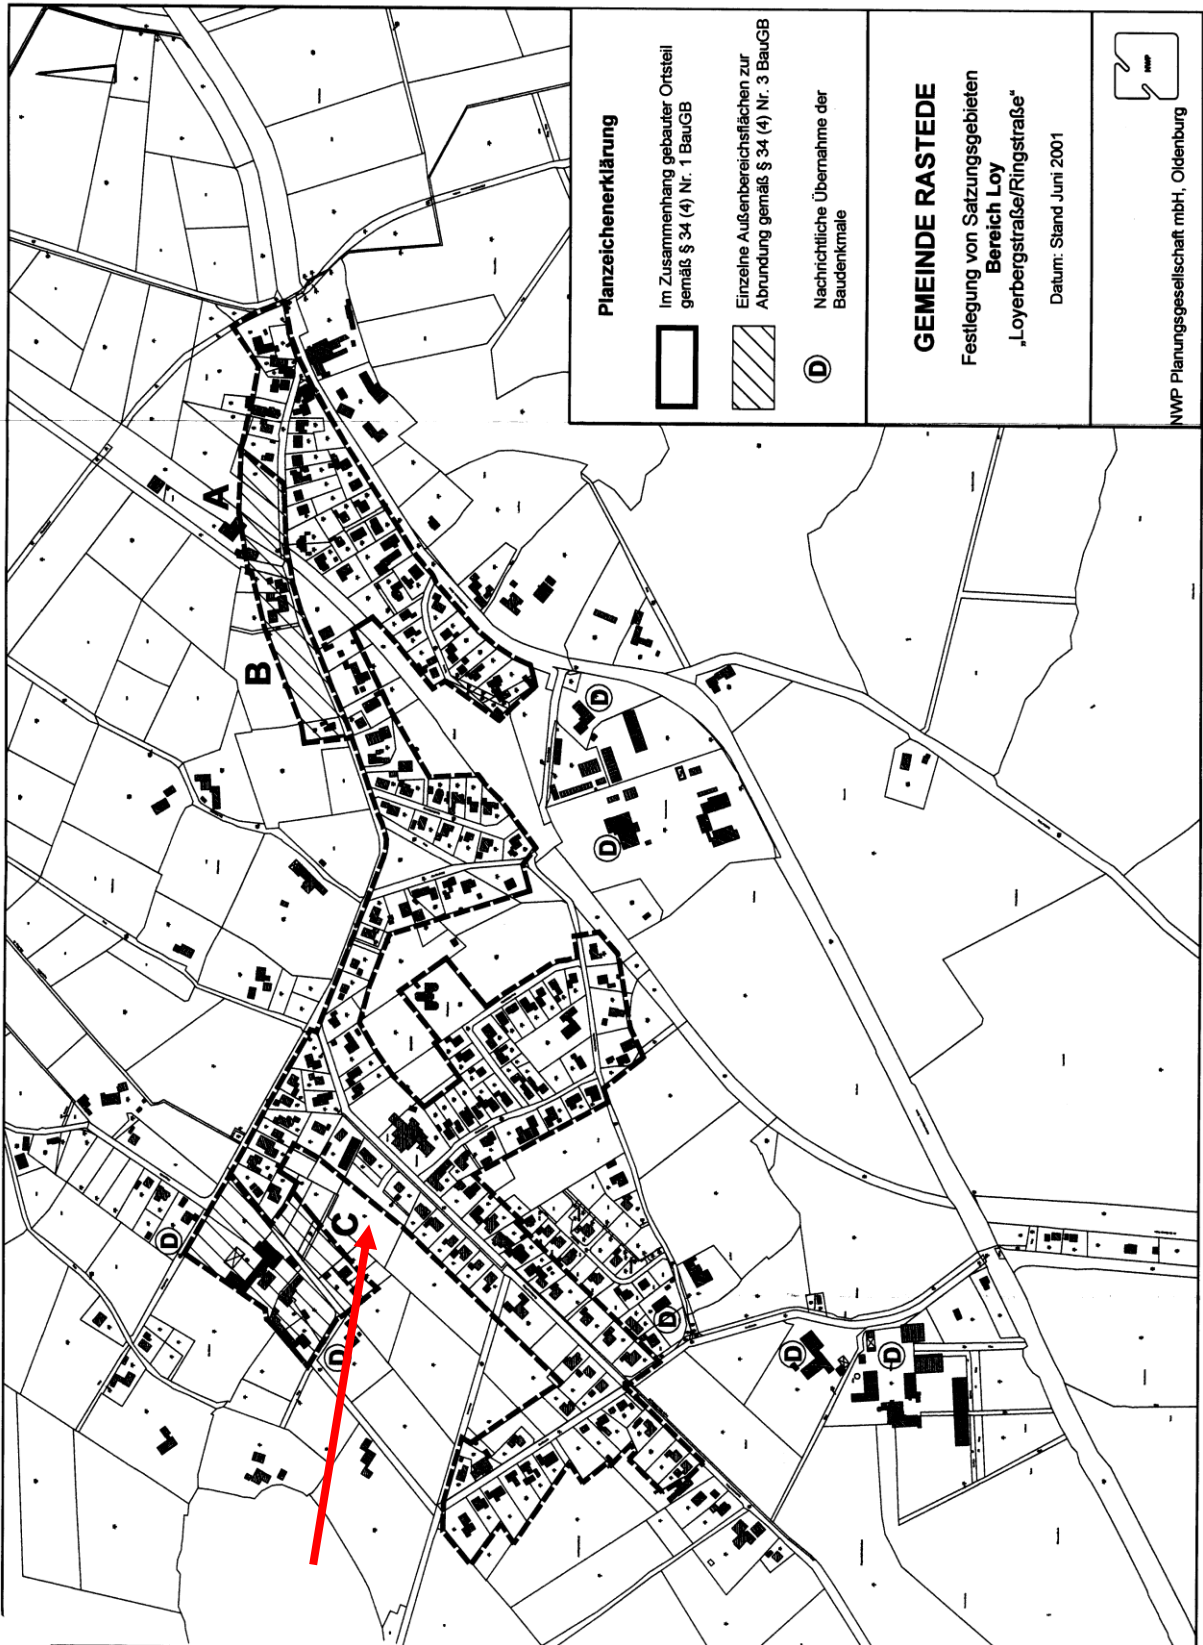 Planzeichenerklärung
Im Zusammenhang gebauter Ortsteil
gemäß § 34 (4) Nr. 1 BauGB
Einzelne Außenbereichsflächen zur
Abrundung gemäß § 34 (4) Nr. 3 BauGB
D
Nachrichtliche Übernahme der
Baudenkmale
GEMEINDE RASTEDE
Festlegung von Satzungsgebieten
Bereich Loy
„Loyerbergstraße/Ringstraße"
Datum: Stand Juni 2001
NWP
NWP Planungsgesellschaft mbH, Oldenburg
A
B
C
D
D
D
D
D
D
D